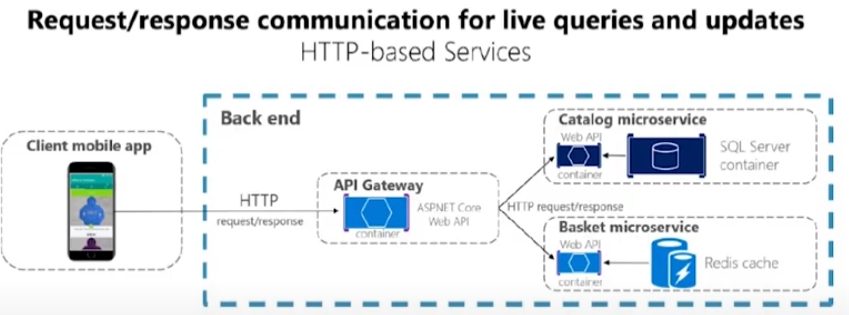 Request/response communication for live queries and updates
HTTP-based Services
Back end
Client mobile app
HTTP
request/response
API Gateway
ASP.NET Core
Web API
container
HTTP request/response
Catalog microservice
Web API
container
SQL Server
container
Basket microservice
Web API
container
Redis cache